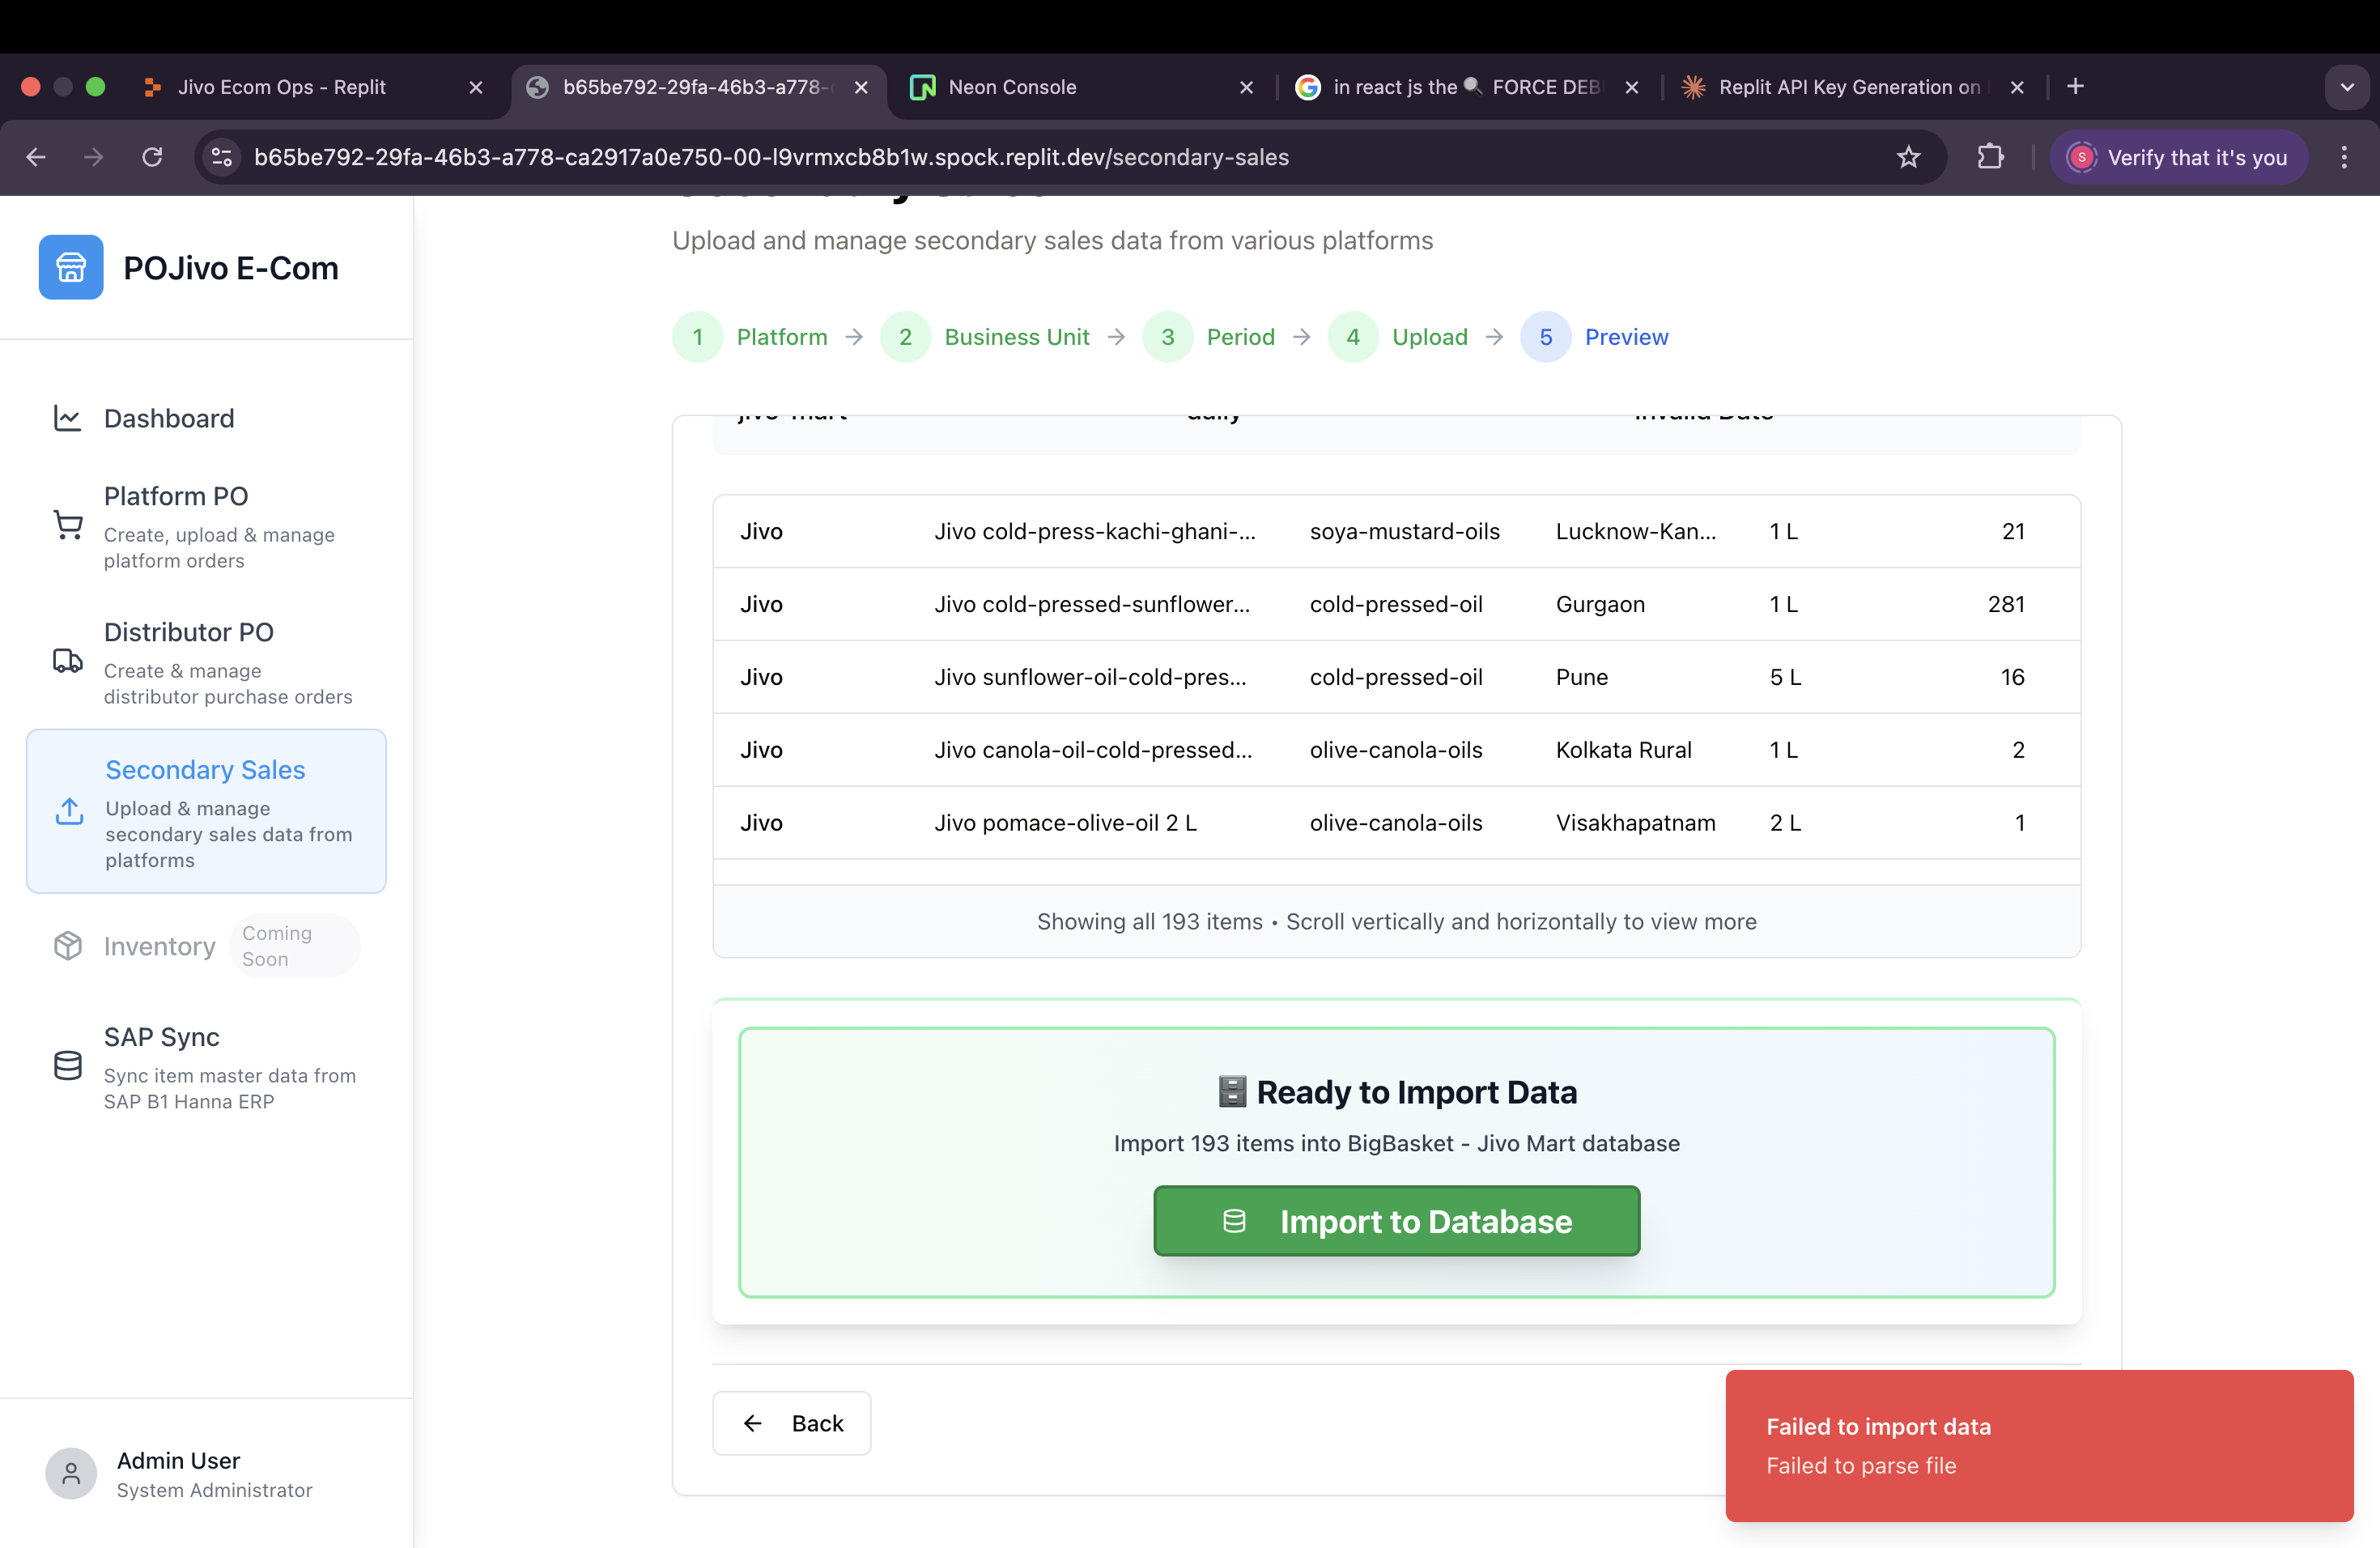 Jivo Ecom Ops - Replit
b65be792-29fa-46b3-a778-
Neon Console
in react js the 🔍 FORCE DEB
Replit API Key Generation on
b65be792-29fa-46b3-a778-ca2917a0e750-00-l9vrmxcb8b1w.spock.replit.dev/secondary-sales
S
Verify that it's you
POJivo E-Com
Dashboard
Platform PO
Create, upload & manage
platform orders
Distributor PO
Create & manage
distributor purchase orders
Secondary Sales
Upload & manage
secondary sales data from
platforms
Inventory
Coming
Soon
SAP Sync
Sync item master data from
SAP B1 Hanna ERP
Admin User
System Administrator
Upload and manage secondary sales data from various platforms
1 Platform → 2 Business Unit → 3 Period → 4 Upload → 5 Preview
jivo-mart daily Invalid Date
Jivo Jivo cold-press-kachi-ghani-... soya-mustard-oils Lucknow-Kan... 1 L 21
Jivo Jivo cold-pressed-sunflower... cold-pressed-oil Gurgaon 1 L 281
Jivo Jivo sunflower-oil-cold-pres... cold-pressed-oil Pune 5 L 16
Jivo Jivo canola-oil-cold-pressed... olive-canola-oils Kolkata Rural 1 L 2
Jivo Jivo pomace-olive-oil 2 L olive-canola-oils Visakhapatnam 2 L 1
Showing all 193 items • Scroll vertically and horizontally to view more
🗄️ Ready to Import Data
Import 193 items into BigBasket - Jivo Mart database
Import to Database
← Back
Failed to import data
Failed to parse file